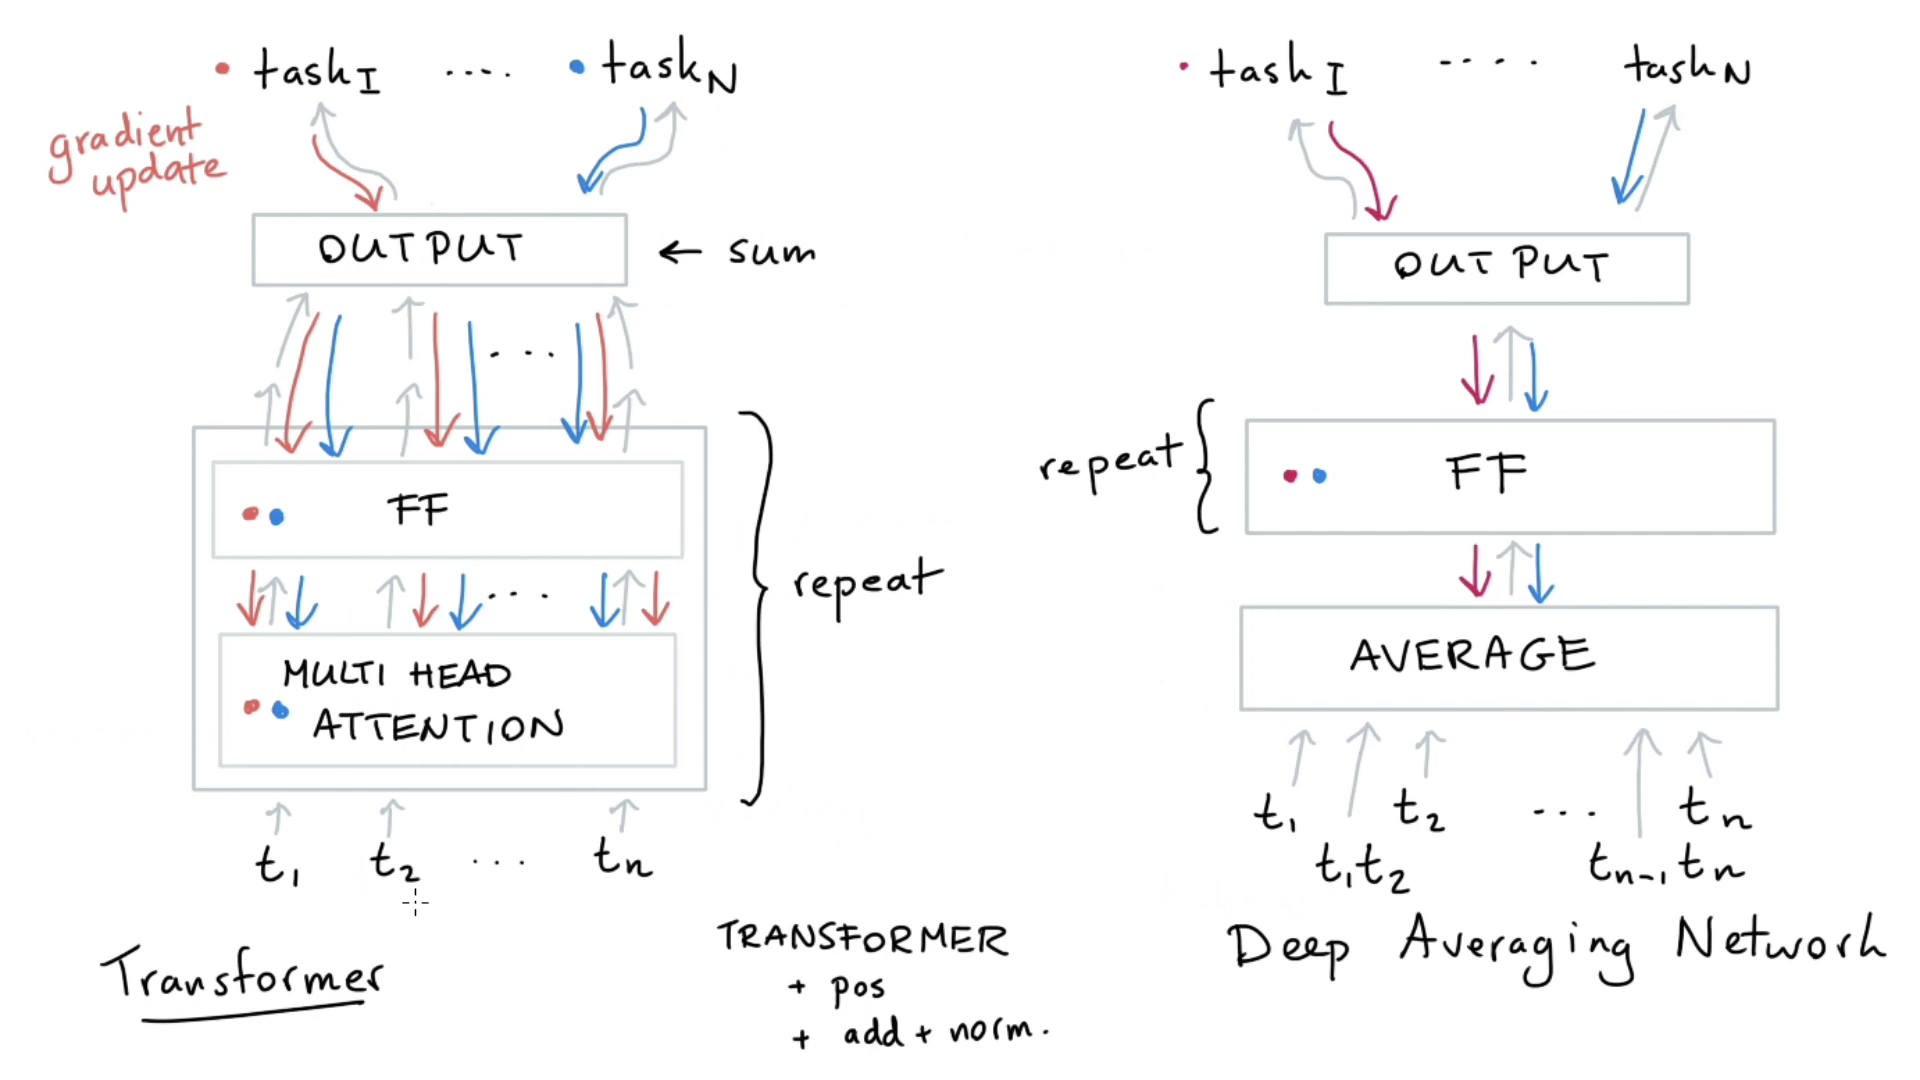 task I .... task N
gradient
update
OUTPUT ← sum
...
FF
...
repeat
MULTI HEAD
ATTENTION
t1 t2 ... tn
Transformer
TRANSFORMER
+ pos
+ add + norm.
task I .... task N
OUTPUT
repeat
FF
AVERAGE
t1 t2 ... tn
t1t2 tn-1tn
Deep Averaging Network